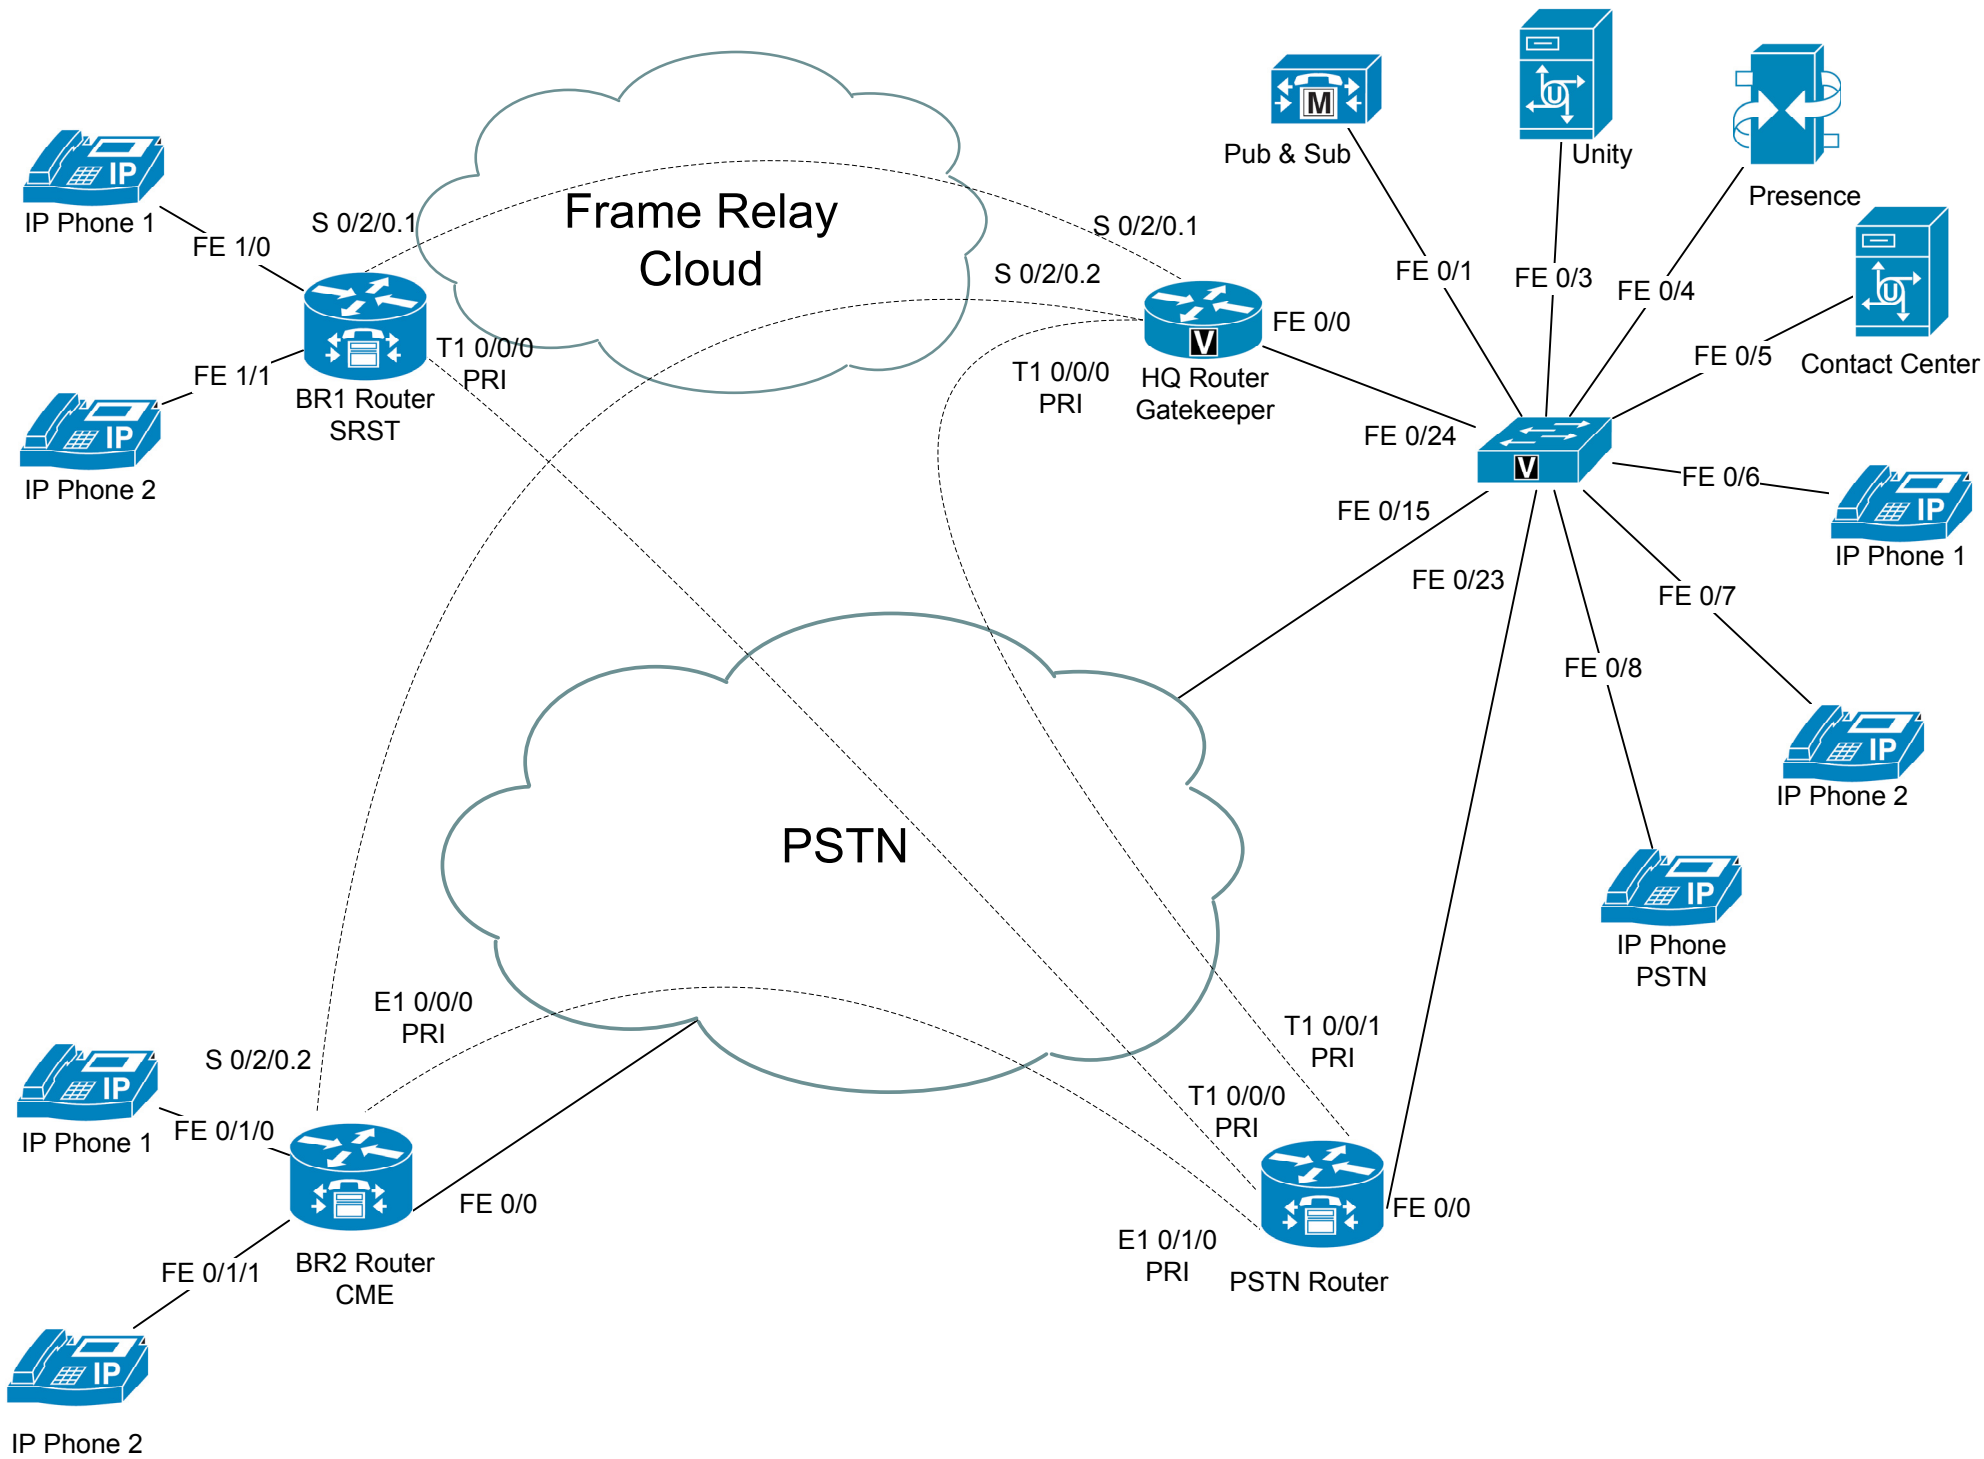 Pub & Sub
Unity
Presence
Contact Center
M
U
U
IP
IP Phone 1
FE 1/0
S 0/2/0.1
Frame Relay
Cloud
S 0/2/0.1
S 0/2/0.2
FE 0/1
FE 0/3
FE 0/4
FE 0/5
FE 0/0
V
T1 0/0/0
PRI
FE 1/1
BR1 Router
SRST
IP
IP Phone 2
T1 0/0/0
PRI
HQ Router
Gatekeeper
FE 0/24
V
FE 0/6
IP
IP Phone 1
FE 0/15
FE 0/23
FE 0/7
FE 0/8
IP
IP Phone 2
PSTN
IP
IP Phone
PSTN
E1 0/0/0
PRI
T1 0/0/1
PRI
S 0/2/0.2
IP
IP Phone 1
FE 0/1/0
T1 0/0/0
PRI
FE 0/0
FE 0/0
E1 0/1/0
PRI
PSTN Router
BR2 Router
CME
FE 0/1/1
IP
IP Phone 2